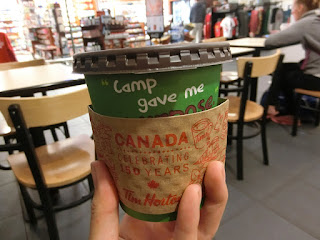 “Camp
gave me
CANADA
CELEBRATING
150 YEARS
Tim Hortons